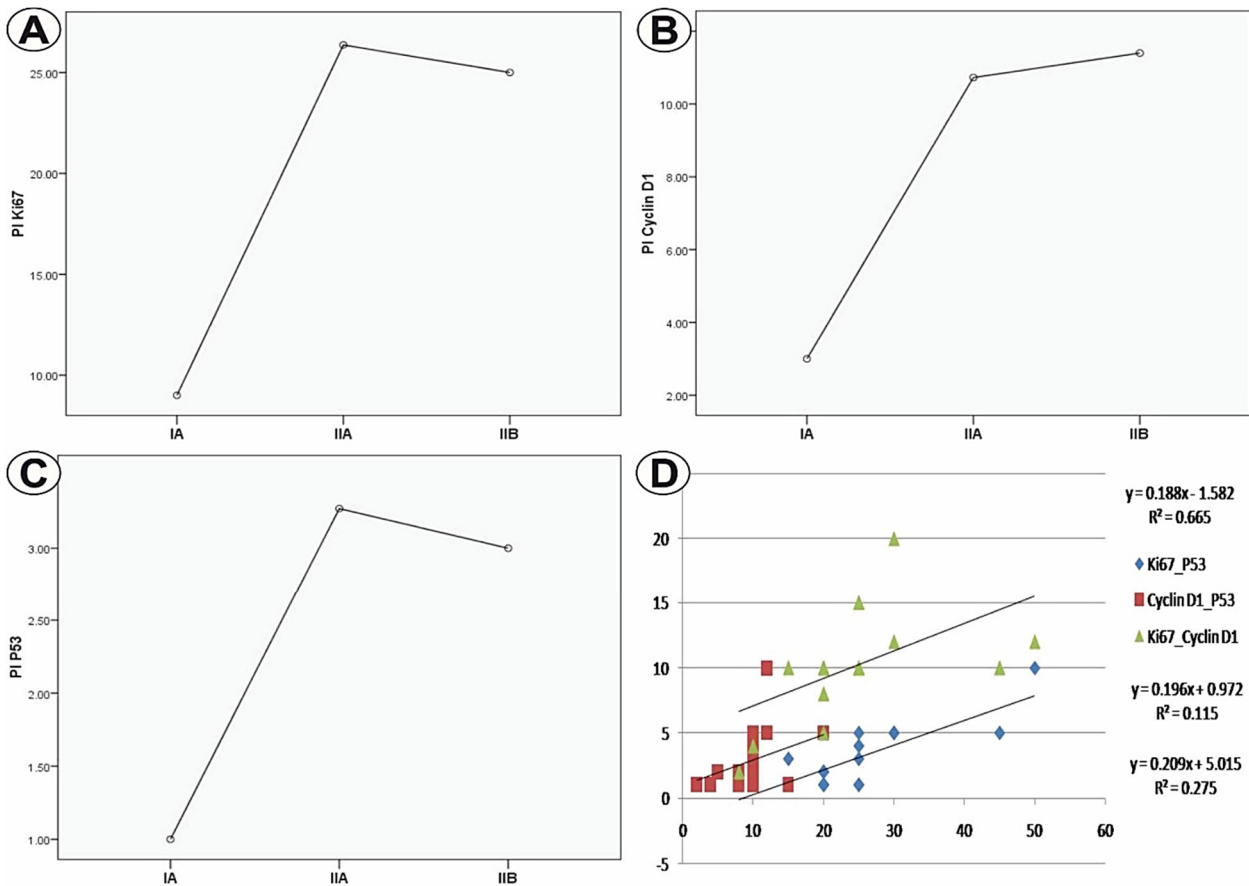 A
PI Ki67
25.00
20.00
15.00
10.00
IA
IIA
IIB
B
PI Cyclin D1
10.00
8.00
6.00
4.00
2.00
IA
IIA
IIB
C
PI P53
3.00
2.50
2.00
1.50
1.00
IA
IIA
IIB
D
20
15
10
5
0
-5
0 10 20 30 40 50 60
y = 0.188x - 1.582
R² = 0.665
Ki67_P53
Cyclin D1_P53
Ki67_Cyclin D1
y = 0.196x + 0.972
R² = 0.115
y = 0.209x + 5.015
R² = 0.275